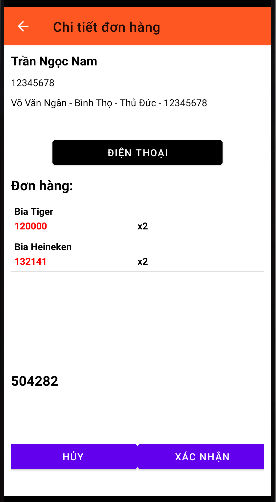 Chi tiết đơn hàng
Trần Ngọc Nam
12345678
Võ Văn Ngân - Bình Thọ - Thủ Đức - 12345678
ĐIỆN THOẠI
Đơn hàng:
Bia Tiger
120000 x2
Bia Heineken
132141 x2
504282
HỦY XÁC NHẬN